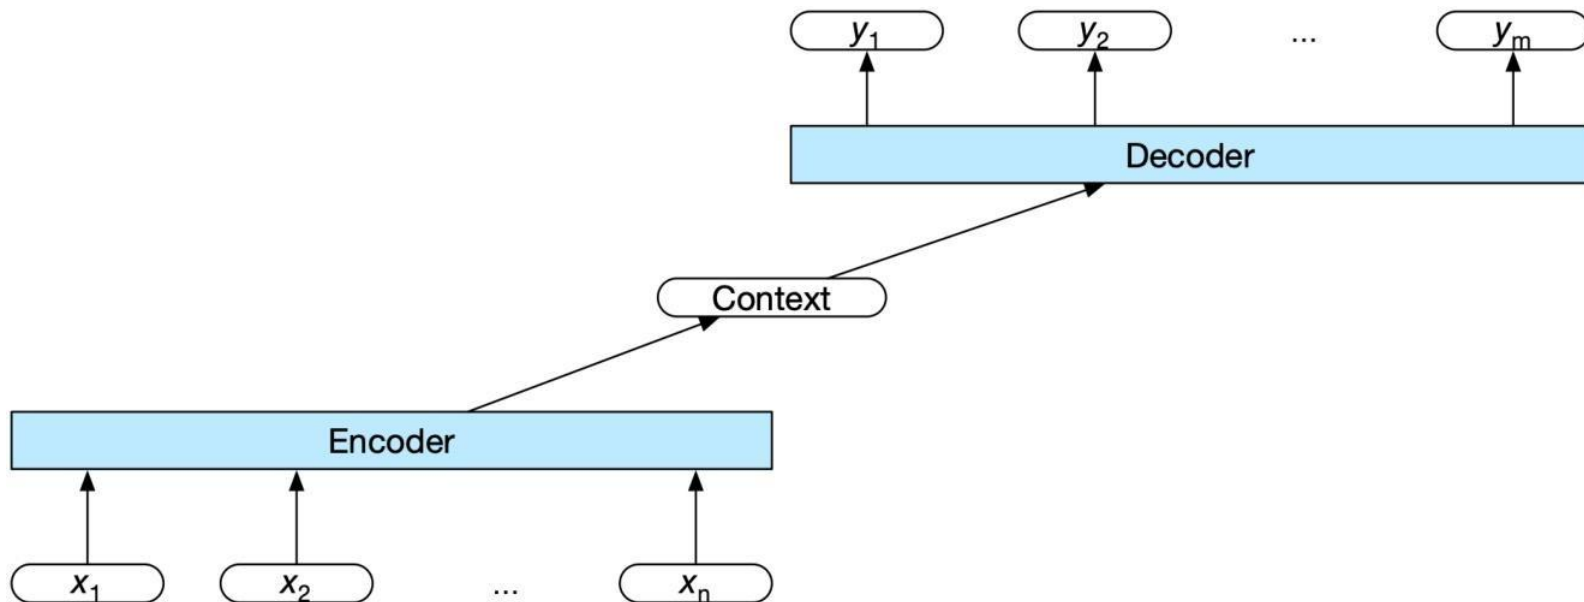 y₁ y₂ ... yₘ
Decoder
Context
Encoder
x₁ x₂ ... xₙ